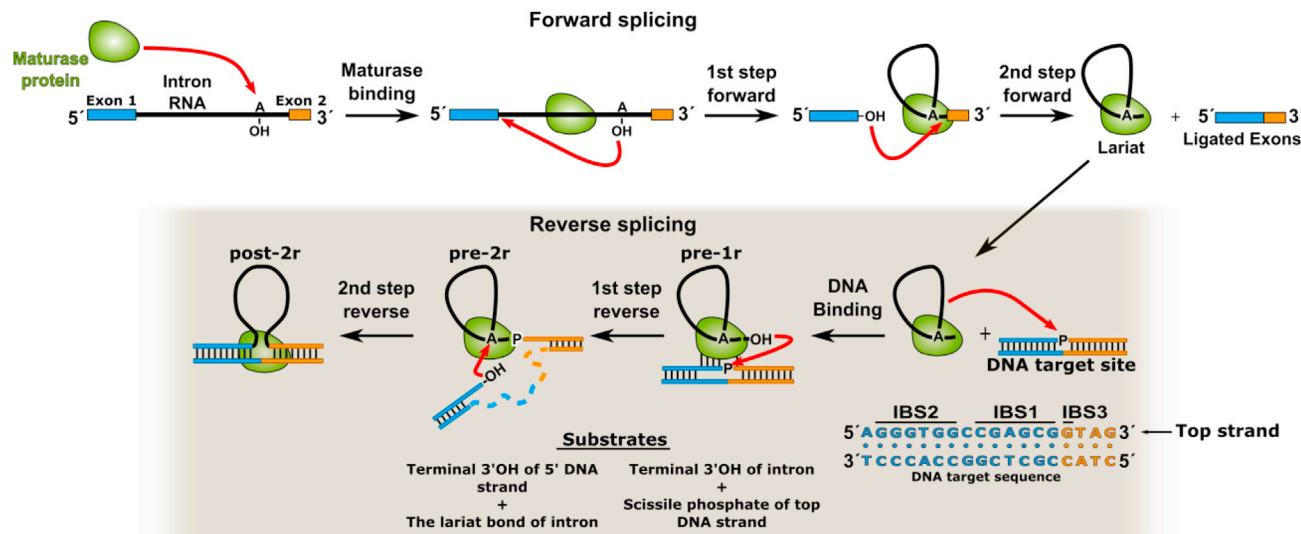 Forward splicing
Maturase
protein
Intron
RNA
5´
Exon 1
A
OH
Exon 2
3´
Maturase
binding
5´
A
OH
3´
1st step
forward
5´
-OH
A
3´
2nd step
forward
A
Lariat
+
5´
3
Ligated Exons
Reverse splicing
post-2r
2nd step
reverse
pre-2r
A
P
-OH
1st step
reverse
pre-1r
A
OH
P
DNA
Binding
A
+
P
DNA target site
IBS2 IBS1 IBS3
5´AGGGTGGCCGAGCGGTAG3´
Top strand
3´TCCCACCGGCTCGCCATC5´
DNA target sequence
Substrates
Terminal 3'OH of 5' DNA
strand
+
The lariat bond of intron
Terminal 3'OH of intron
+
Scissile phosphate of top
DNA strand